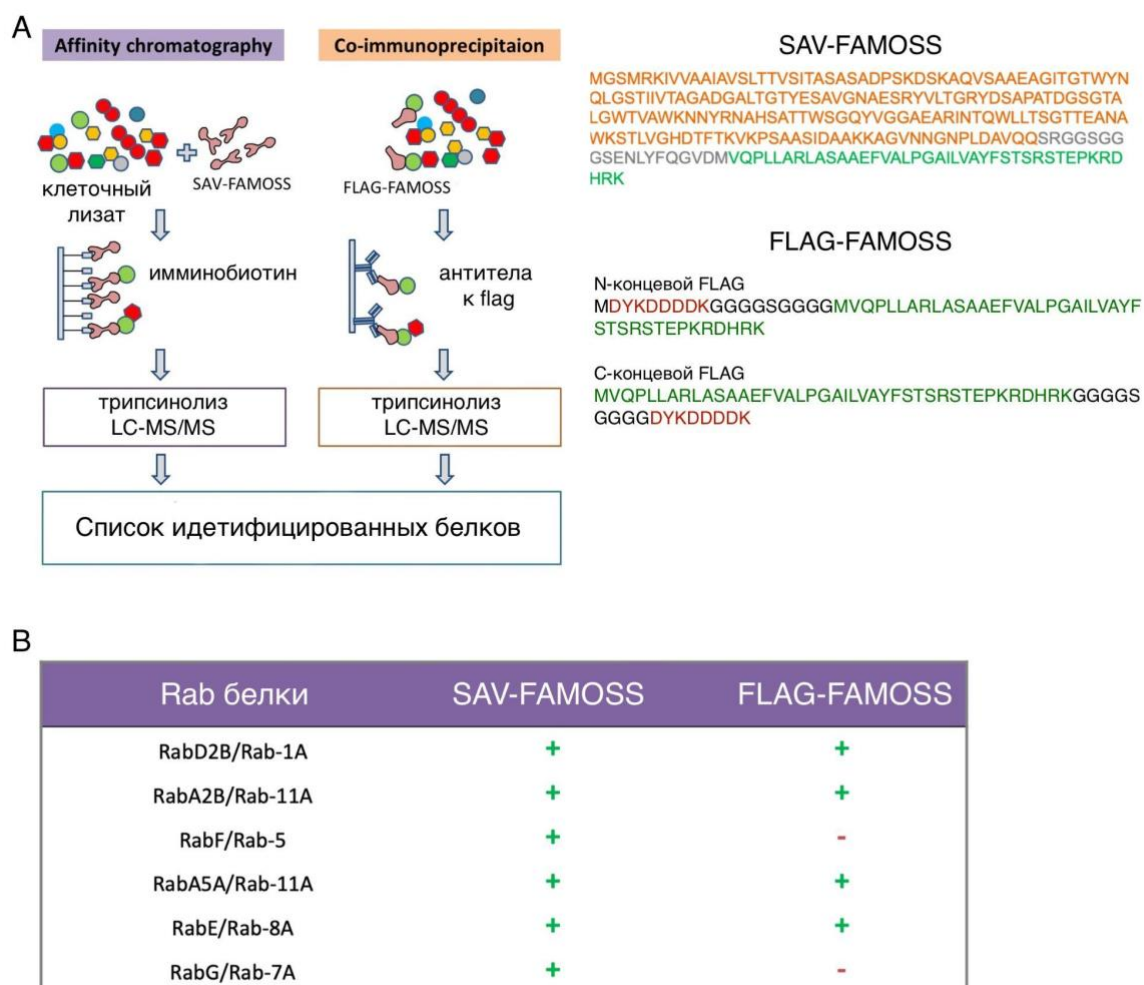 A
Affinity chromatography
Co-immunoprecipitaion
клеточный
лизат
SAV-FAMOSS
FLAG-FAMOSS
имминобиотин
антитела
к flag
трипсинолиз
LC-MS/MS
трипсинолиз
LC-MS/MS
Список идетифицированных белков
SAV-FAMOSS
MGSMRKIVVAAIAVSLTTVSITASASADPSKDSKAQVSAAEAGITGTWYN
QLGSTIIVTAGADGALTGTYESAVGNAESRYVLTGRYDSAPATDGSGTA
LGWTVAWKNNYRNAHSATTWSGQYVGGAEARINTQWLLTSGTTEANA
WKSTLVGHDTFTKVKPSAASIDAAKKAGVNNGNPLDAVQQSRGGSGG
GSENLYFQGVDMVQPLLARLASAAEFVALPGAILVAYFSTSRSTEPKRD
HRK
FLAG-FAMOSS
N-концевой FLAG
MDYKDDDDKGGGGSGGGGMVQPLLARLASAAEFVALPGAILVAYF
STSRSTEPKRDHRK
C-концевой FLAG
MVQPLLARLASAAEFVALPGAILVAYFSTSRSTEPKRDHRKGGGGS
GGGGDYKDDDDK
B
Rab белки SAV-FAMOSS FLAG-FAMOSS
RabD2B/Rab-1A + +
RabA2B/Rab-11A + +
RabF/Rab-5 + -
RabA5A/Rab-11A + +
RabE/Rab-8A + +
RabG/Rab-7A + -